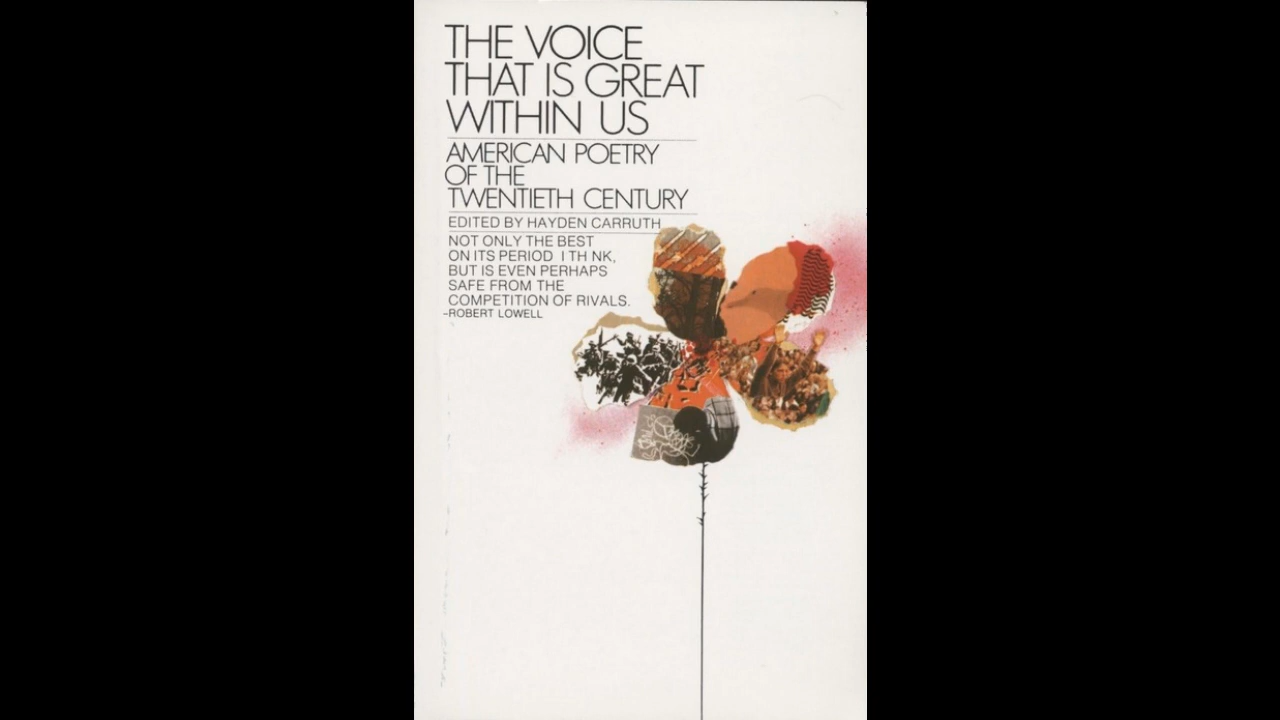 THE VOICE
THAT IS GREAT
WITHIN US
AMERICAN POETRY
OF THE
TWENTIETH CENTURY
EDITED BY HAYDEN CARRUTH
NOT ONLY THE BEST
ON ITS PERIOD I TH NK,
BUT IS EVEN PERHAPS
SAFE FROM THE
COMPETITION OF RIVALS.
-ROBERT LOWELL